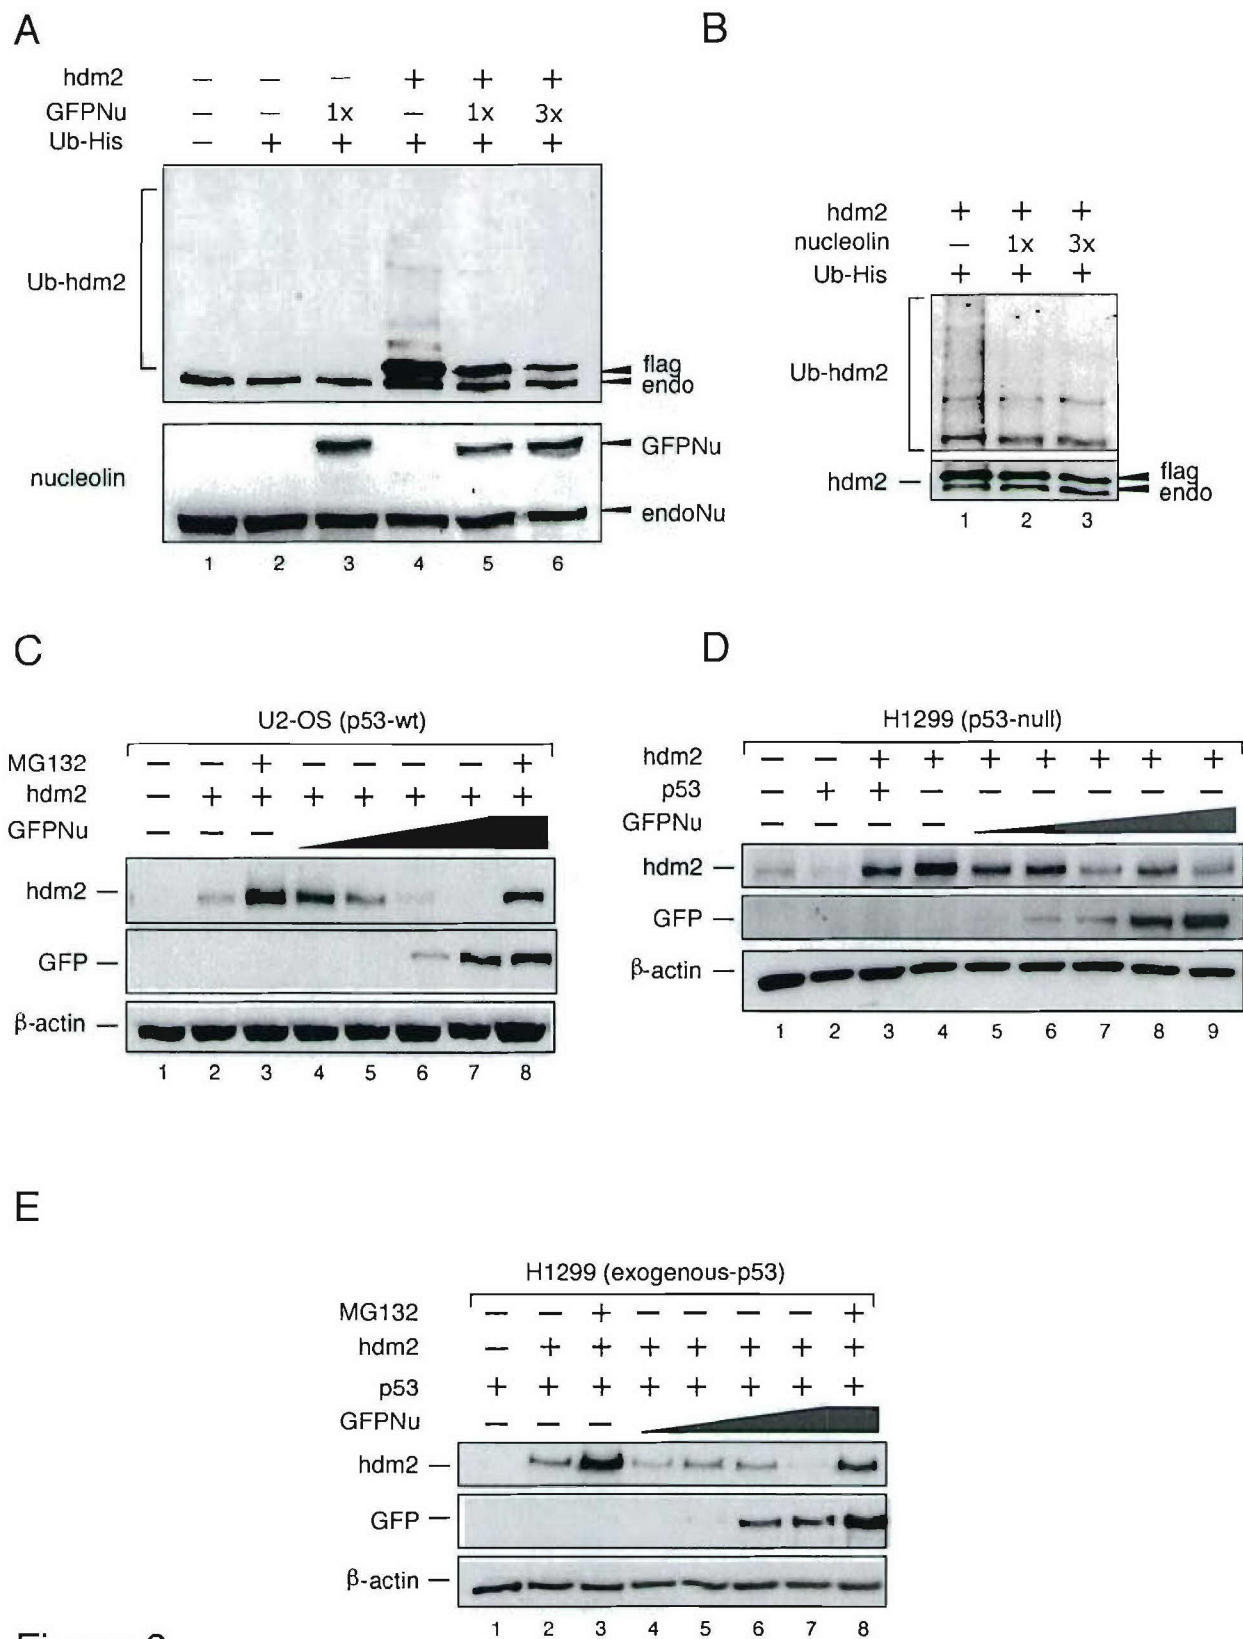 A
hdm2 – – – + + +
GFPNu – – 1x – 1x 3x
Ub-His – + + + + +
Ub-hdm2
flag
endo
nucleolin
GFPNu
endoNu
1 2 3 4 5 6
B
hdm2 + + +
nucleolin – 1x 3x
Ub-His + + +
Ub-hdm2
hdm2 –
flag
endo
1 2 3
C
U2-OS (p53-wt)
MG132 – – + – – – – +
hdm2 – + + + + + + +
GFPNu – – –
hdm2 –
GFP –
β-actin –
1 2 3 4 5 6 7 8
D
H1299 (p53-null)
hdm2 – – + + + + + + +
p53 – + + – – – – – –
GFPNu – – – –
hdm2 –
GFP –
β-actin –
1 2 3 4 5 6 7 8 9
E
H1299 (exogenous-p53)
MG132 – – + – – – – +
hdm2 – + + + + + + +
p53 + + + + + + + +
GFPNu – – –
hdm2 –
GFP –
β-actin –
1 2 3 4 5 6 7 8